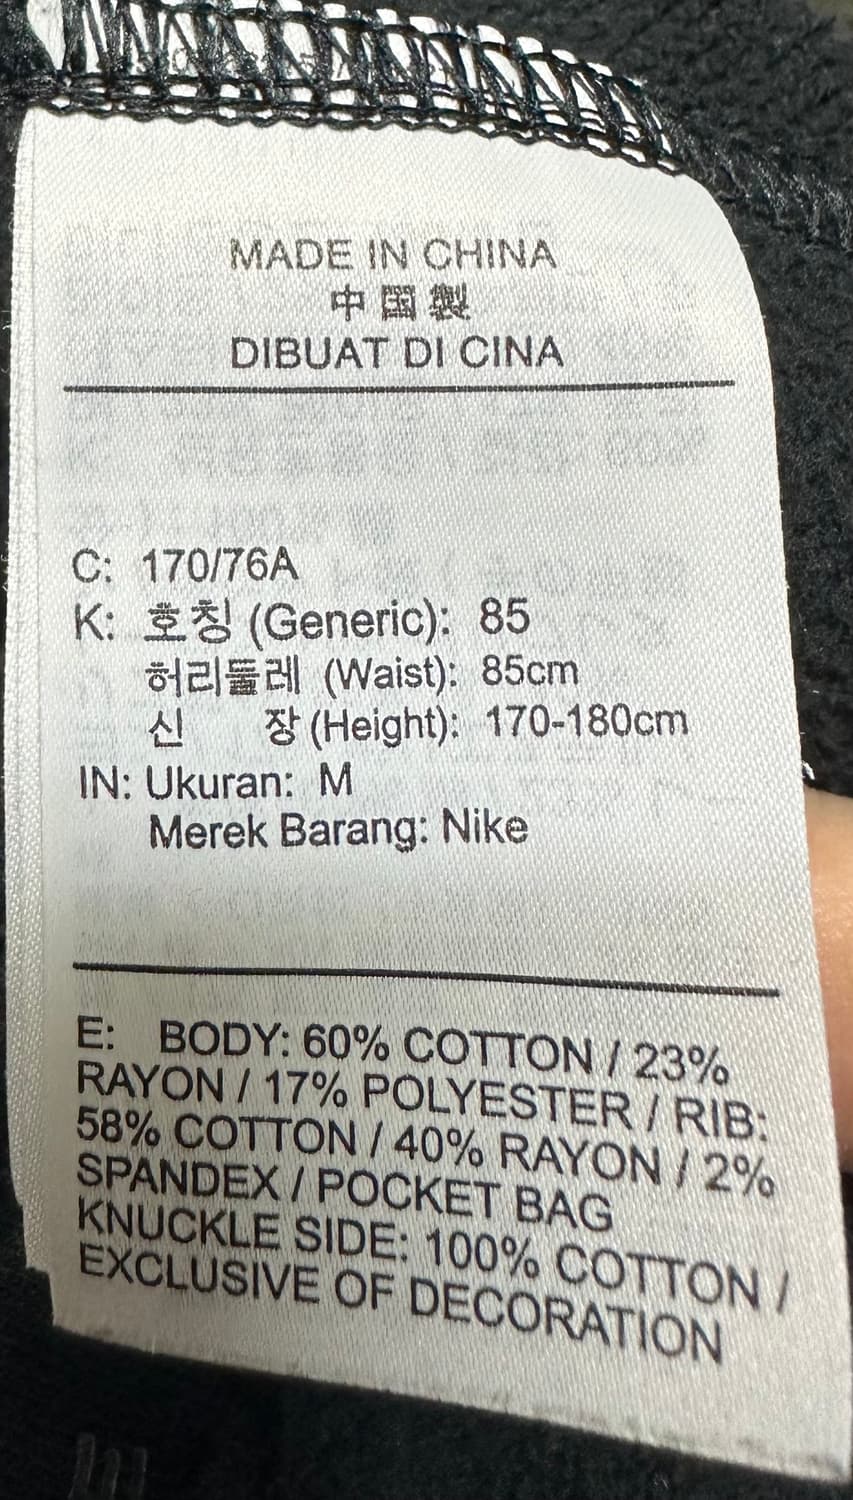 MADE IN CHINA
中国製
DIBUAT DI CINA
C: 170/76A
K: 호칭 (Generic): 85
허리둘레 (Waist): 85cm
신 장 (Height): 170-180cm
IN: Ukuran: M
Merek Barang: Nike
E: BODY: 60% COTTON / 23%
RAYON / 17% POLYESTER / RIB:
58% COTTON / 40% RAYON / 2%
SPANDEX / POCKET BAG
KNUCKLE SIDE: 100% COTTON /
EXCLUSIVE OF DECORATION